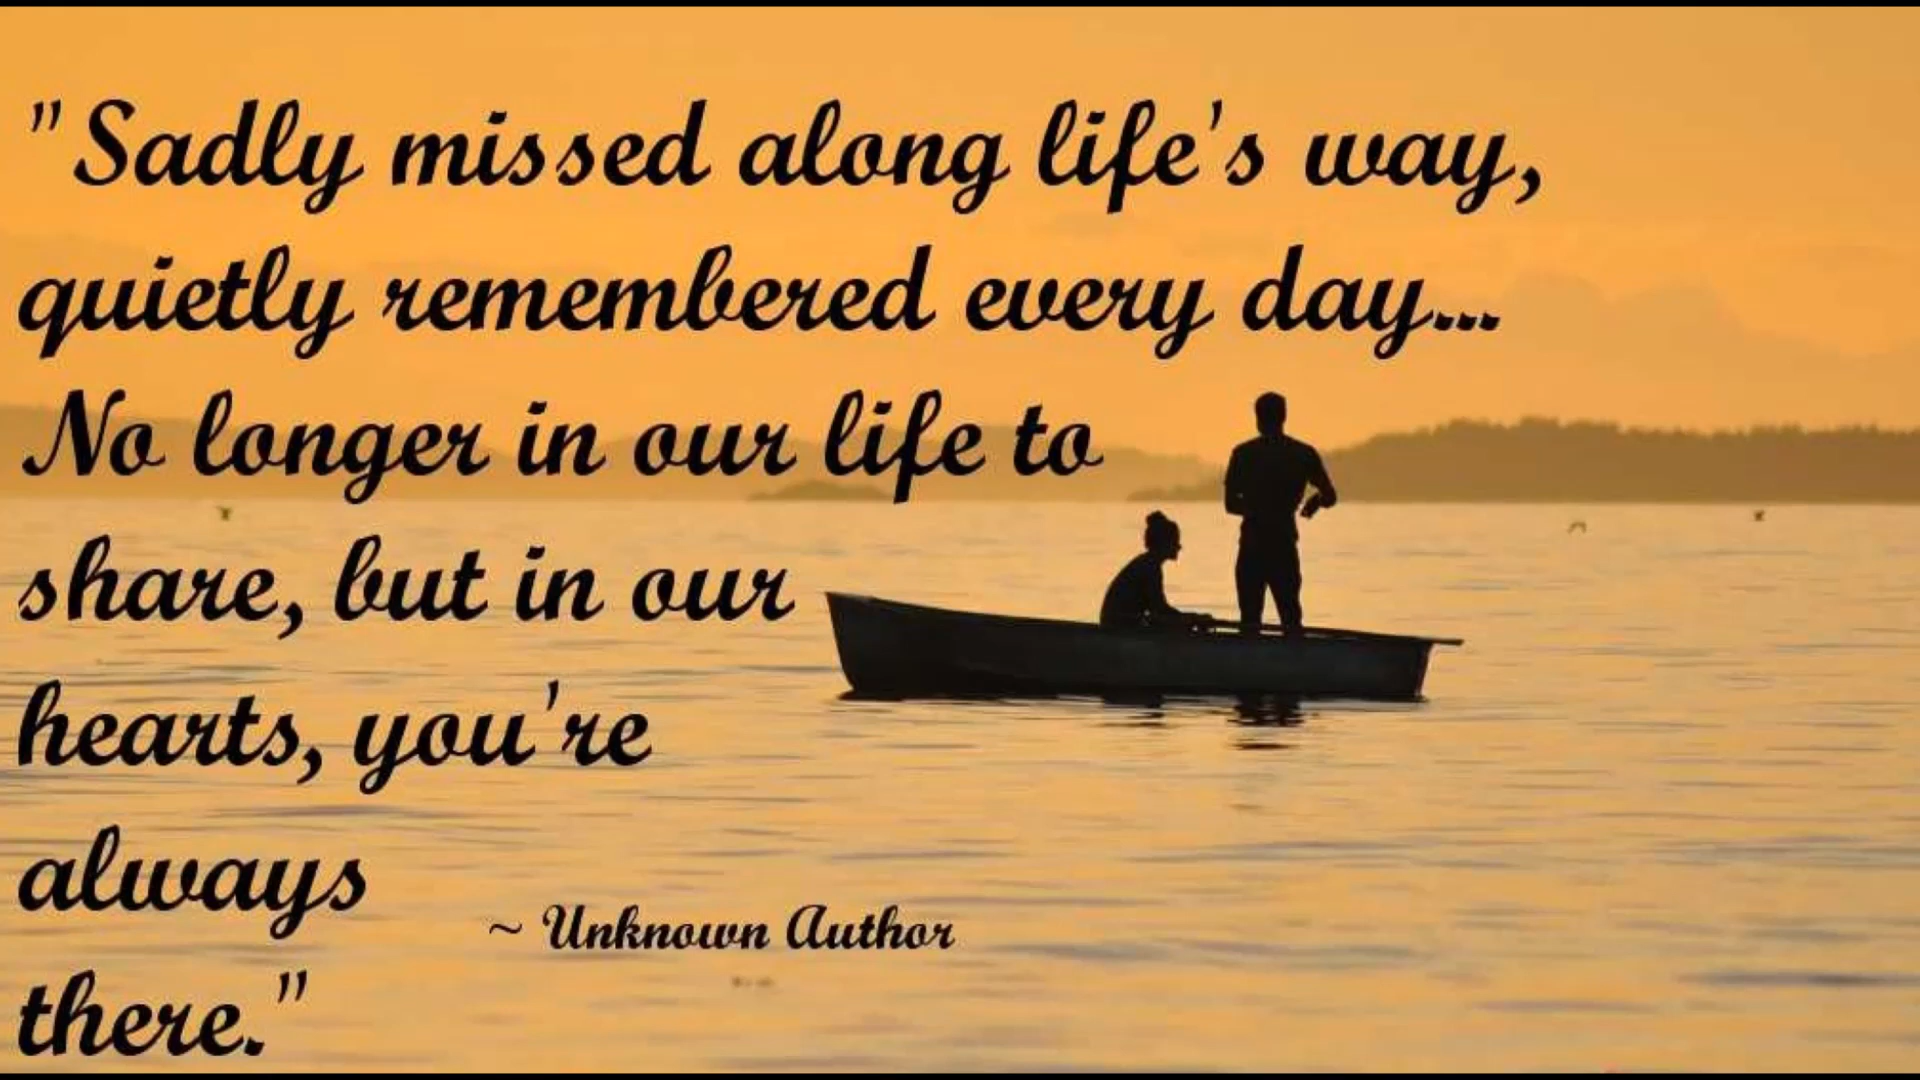 "Sadly missed along life's way,
quietly remembered every day...
No longer in our life to
share, but in our
hearts, you're
always
~ Unknown Author
there."